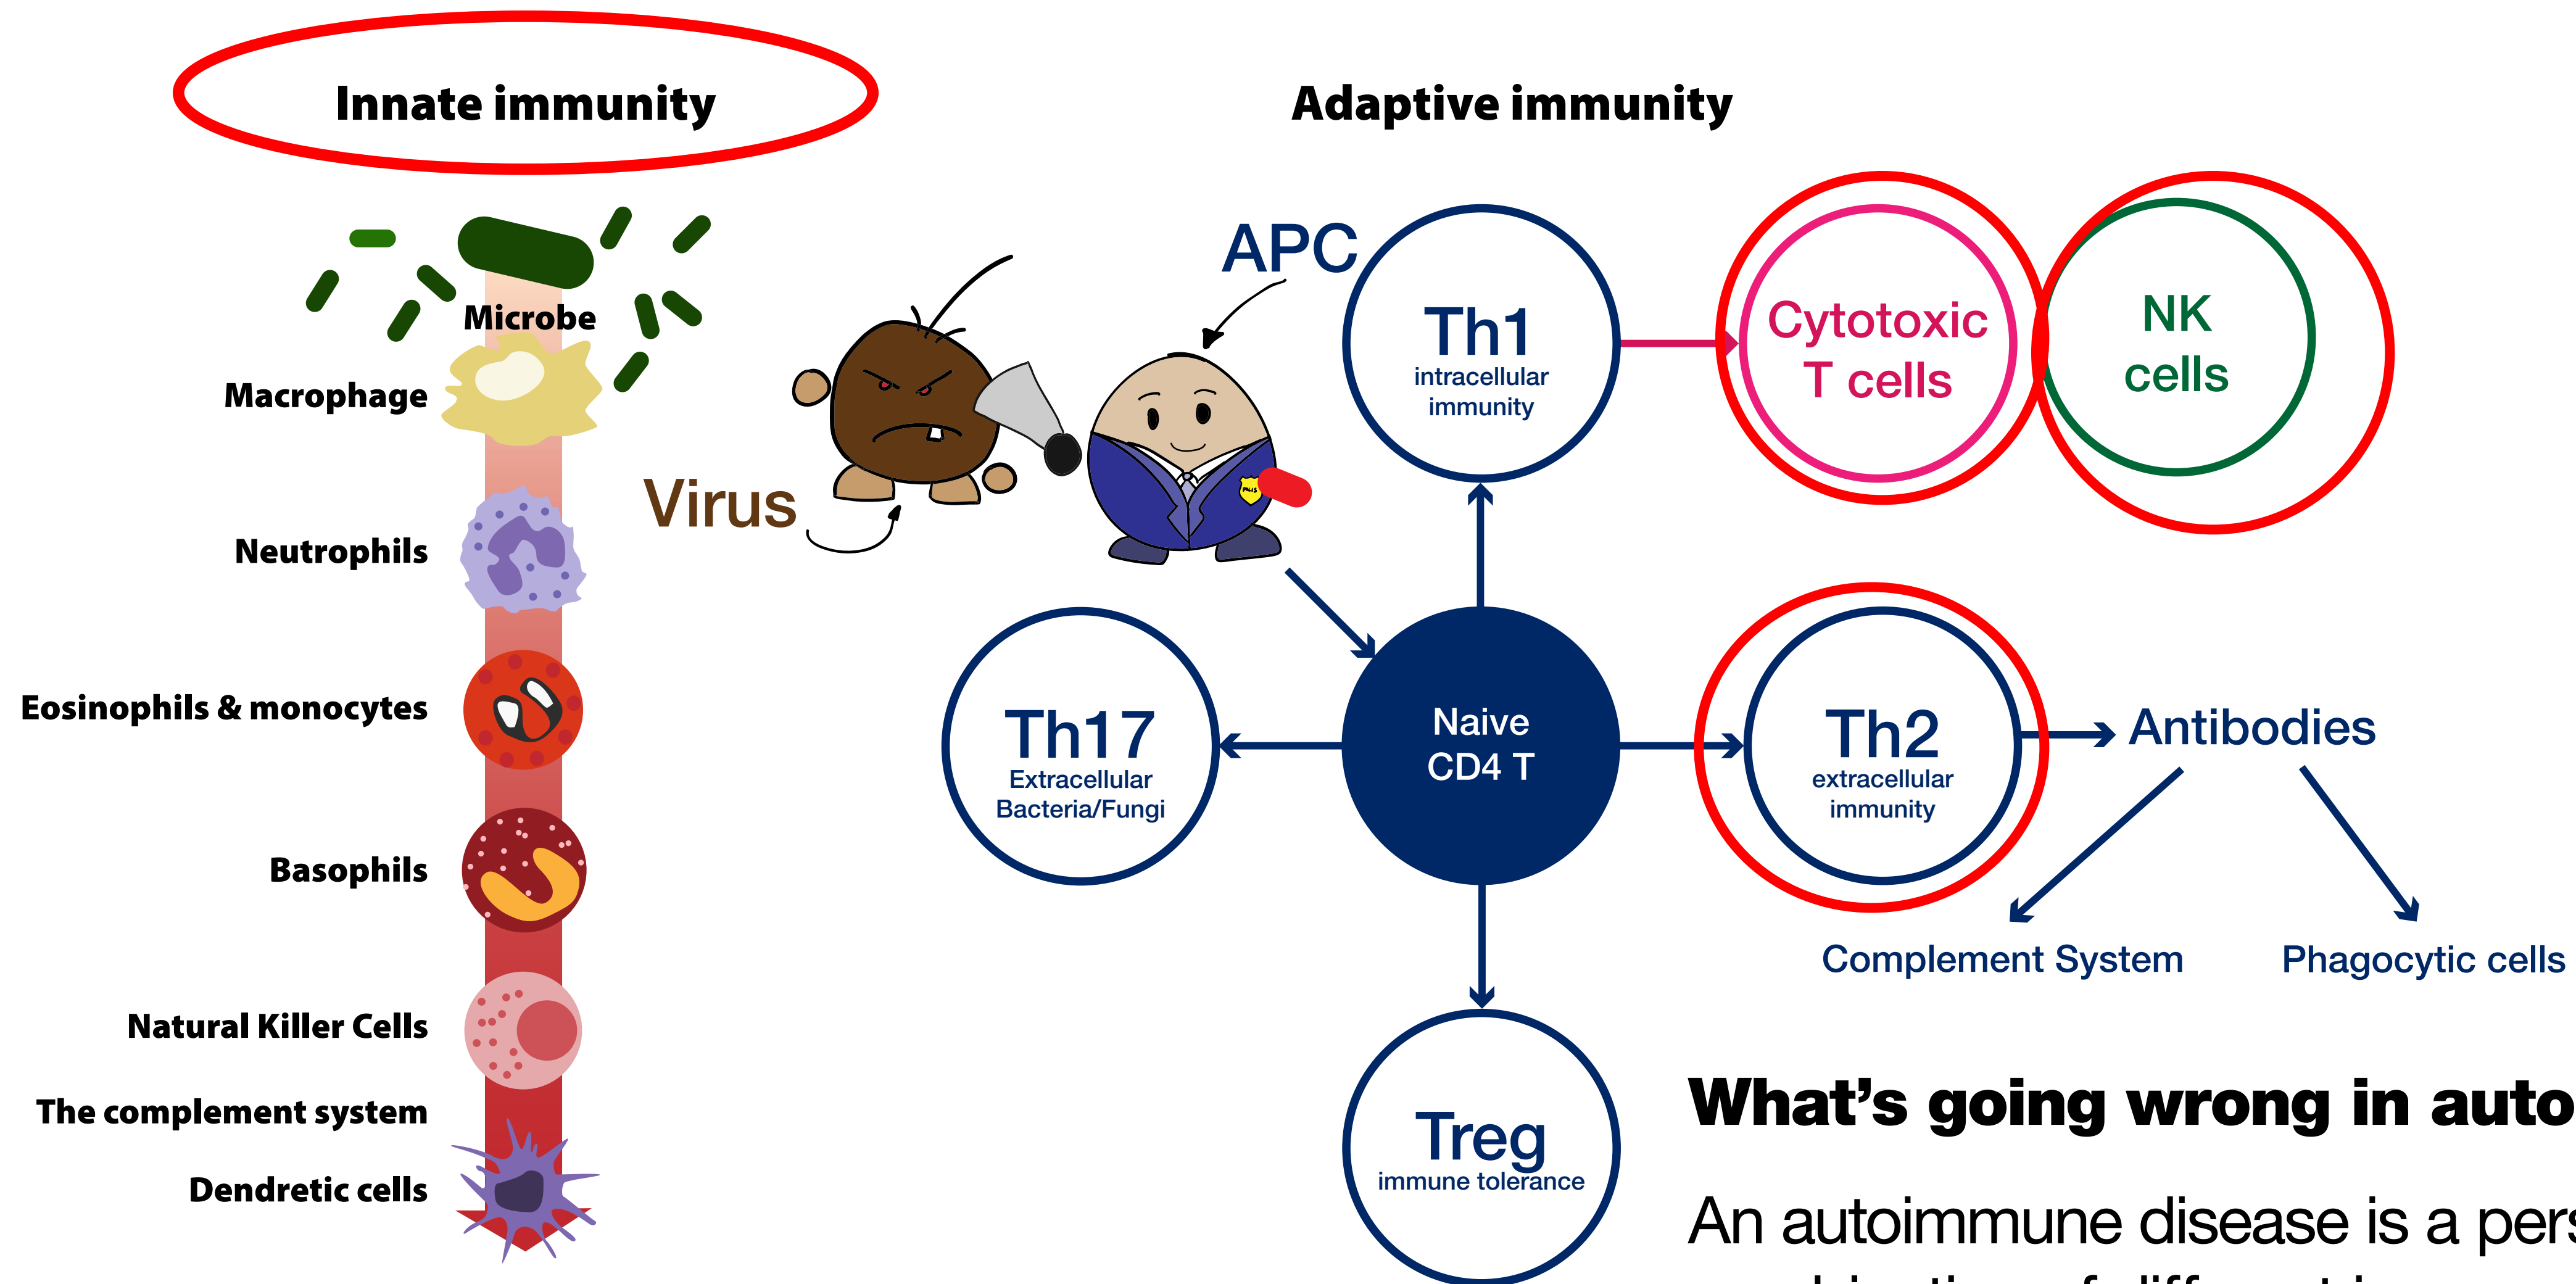 Innate immunity
Adaptive immunity
Microbe
Macrophage
Neutrophils
Eosinophils & monocytes
Basophils
Natural Killer Cells
The complement system
Dendretic cells
Virus
APC
POLIS
Th1
intracellular
immunity
Cytotoxic
T cells
NK
cells
Th17
Extracellular
Bacteria/Fungi
Naive
CD4 T
Th2
extracellular
immunity
Antibodies
Complement System
Phagocytic cells
Treg
immune tolerance
What's going wrong in auto
An autoimmune disease is a pers